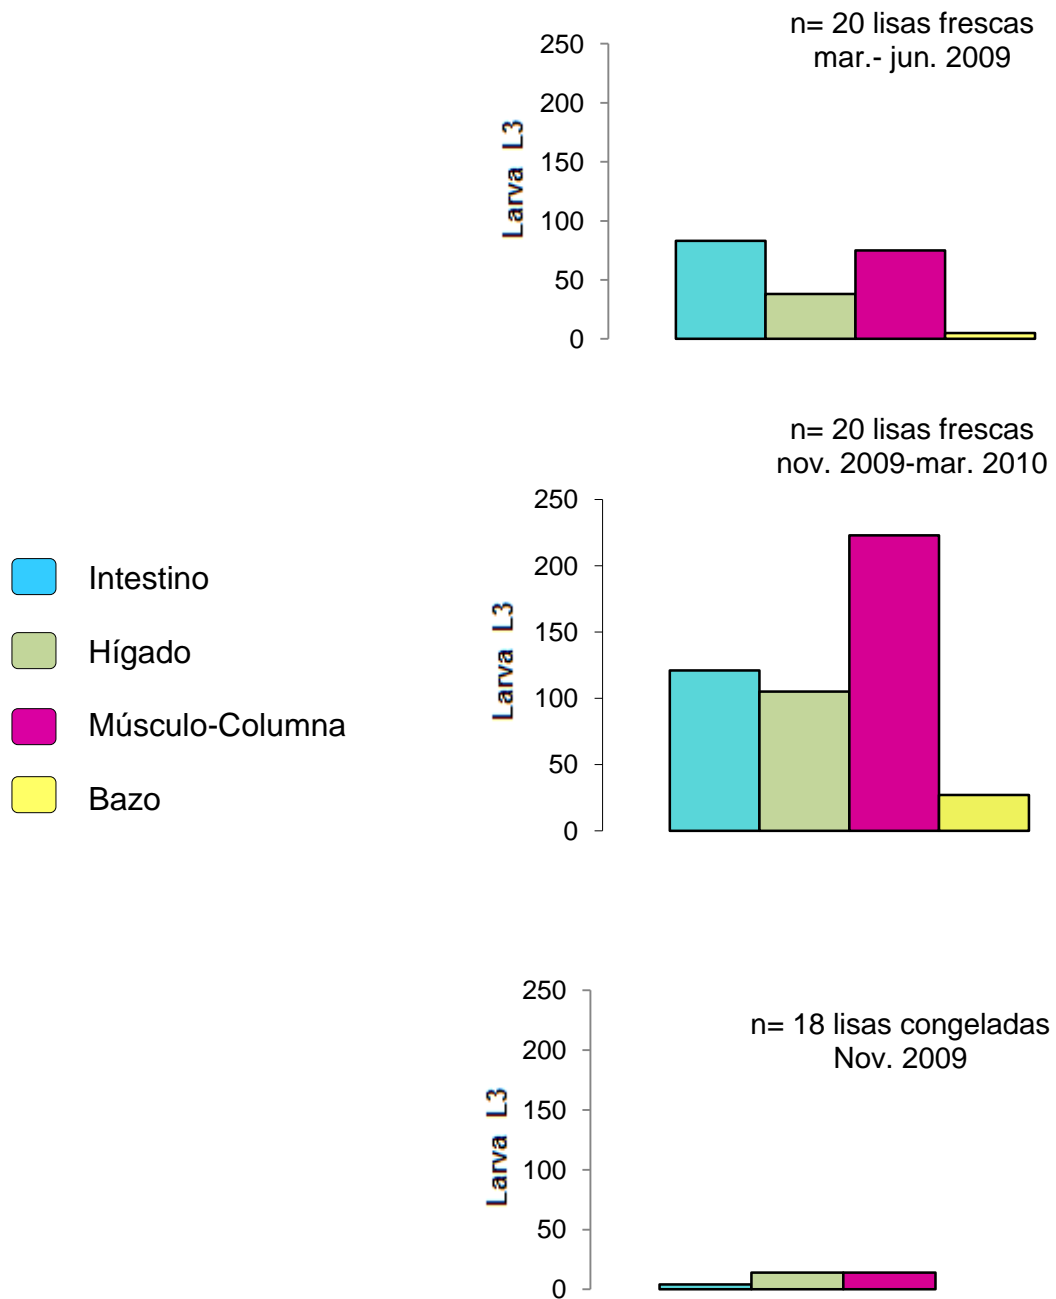 n= 20 lisas frescas
mar.- jun. 2009
250
200
150
100
50
0
Larva L3
n= 20 lisas frescas
nov. 2009-mar. 2010
250
200
150
100
50
0
Larva L3
Intestino
Hígado
Músculo-Columna
Bazo
n= 18 lisas congeladas
Nov. 2009
250
200
150
100
50
0
Larva L3